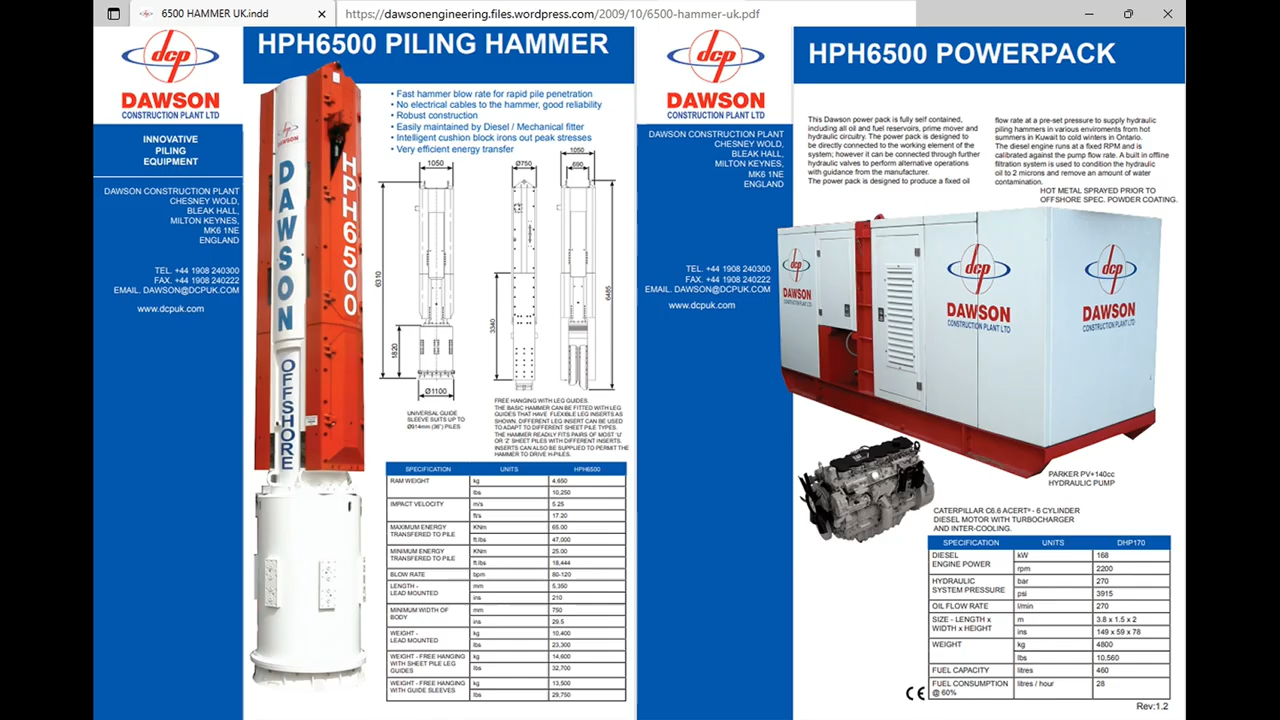 6500 HAMMER UK.indd
https://dawsonengineering.files.wordpress.com/2009/10/6500-hammer-uk.pdf
dcp
DAWSON
CONSTRUCTION PLANT LTD
INNOVATIVE
PILING
EQUIPMENT
DAWSON CONSTRUCTION PLANT
CHESNEY WOLD,
BLEAK HALL,
MILTON KEYNES,
MK6 1NE
ENGLAND
TEL. +44 1908 240300
FAX. +44 1908 240222
EMAIL. DAWSON@DCPUK.COM
www.dcpuk.com
HPH6500 PILING HAMMER
• Fast hammer blow rate for rapid pile penetration
• No electrical cables to the hammer, good reliability
• Robust construction
• Easily maintained by Diesel / Mechanical fitter
• Intelligent cushion block irons out peak stresses
• Very efficient energy transfer
DAWSON
OFFSHORE
HPH6500
1050
Ø750
1050
690
6310
1820
3340
6485
Ø1100
UNIVERSAL GUIDE
SLEEVE SUITS UP TO
Ø914mm (36") PILES
FREE HANGING WITH LEG GUIDES.
THE BASIC HAMMER CAN BE FITTED WITH LEG
GUIDES THAT HAVE FLEXIBLE LEG INSERTS AS
SHOWN. DIFFERENT LEG INSERT CAN BE USED
TO ADAPT TO DIFFERENT SHEET PILE TYPES.
THE HAMMER READILY FITS PAIRS OF MOST 'U'
OR 'Z' SHEET PILES WITH DIFFERENT INSERTS.
INSERTS CAN ALSO BE SUPPLIED TO PERMIT THE
HAMMER TO DRIVE H-PILES.
SPECIFICATION UNITS HPH6500
RAM WEIGHT kg 4,650
lbs 10,250
IMPACT VELOCITY m/s 5.25
ft/s 17.20
MAXIMUM ENERGY TRANSFERED TO PILE KNm 65.00
ft.lbs 47,000
MINIMUM ENERGY TRANSFERED TO PILE KNm 25.00
ft.lbs 18,444
BLOW RATE bpm 80-120
LENGTH - LEAD MOUNTED mm 5,350
ins 210
MINIMUM WIDTH OF BODY mm 750
ins 29.5
WEIGHT - LEAD MOUNTED kg 10,400
lbs 23,300
WEIGHT - FREE HANGING WITH SHEET PILE LEG GUIDES kg 14,600
lbs 32,700
WEIGHT - FREE HANGING WITH GUIDE SLEEVES kg 13,500
lbs 29,750
dcp
DAWSON
CONSTRUCTION PLANT LTD
DAWSON CONSTRUCTION PLANT
CHESNEY WOLD,
BLEAK HALL,
MILTON KEYNES,
MK6 1NE
ENGLAND
TEL. +44 1908 240300
FAX. +44 1908 240222
EMAIL. DAWSON@DCPUK.COM
www.dcpuk.com
HPH6500 POWERPACK
This Dawson power pack is fully self contained,
including all oil and fuel reservoirs, prime mover and
hydraulic circuitry. The power pack is designed to
be directly connected to the working element of the
system; however it can be connected through further
hydraulic valves to perform alternative operations
with guidance from the manufacturer.
The power pack is designed to produce a fixed oil
flow rate at a pre-set pressure to supply hydraulic
piling hammers in various enviroments from hot
summers in Kuwait to cold winters in Ontario.
The diesel engine runs at a fixed RPM and is
calibrated against the pump flow rate. A built in offline
filtration system is used to condition the hydraulic
oil to 2 microns and remove an amount of water
contamination.
HOT METAL SPRAYED PRIOR TO
OFFSHORE SPEC. POWDER COATING.
dcp
DAWSON
CONSTRUCTION PLANT LTD
dcp
DAWSON
CONSTRUCTION PLANT LTD
dcp
DAWSON
CONSTRUCTION PLANT LTD
PARKER PV+140cc
HYDRAULIC PUMP
CATERPILLAR C6.6 ACERT® - 6 CYLINDER
DIESEL MOTOR WITH TURBOCHARGER
AND INTER-COOLING.
SPECIFICATION UNITS DHP170
DIESEL ENGINE POWER kW 168
rpm 2200
HYDRAULIC SYSTEM PRESSURE bar 270
psi 3915
OIL FLOW RATE l/min 270
SIZE - LENGTH x WIDTH x HEIGHT m 3.8 x 1.5 x 2
ins 149 x 59 x 78
WEIGHT kg 4800
lbs 10,560
FUEL CAPACITY litres 460
FUEL CONSUMPTION @ 60% litres / hour 28
CE
Rev:1.2